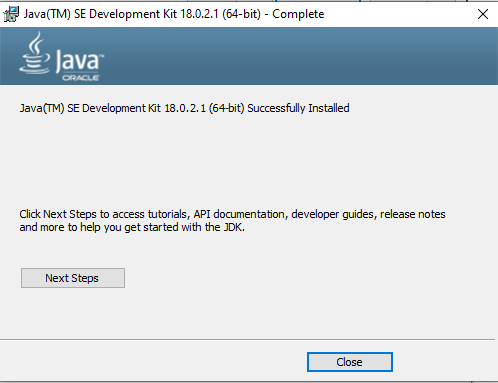 Java(TM) SE Development Kit 18.0.2.1 (64-bit) - Complete
Java™
ORACLE
Java(TM) SE Development Kit 18.0.2.1 (64-bit) Successfully Installed
Click Next Steps to access tutorials, API documentation, developer guides, release notes
and more to help you get started with the JDK.
Next Steps
Close